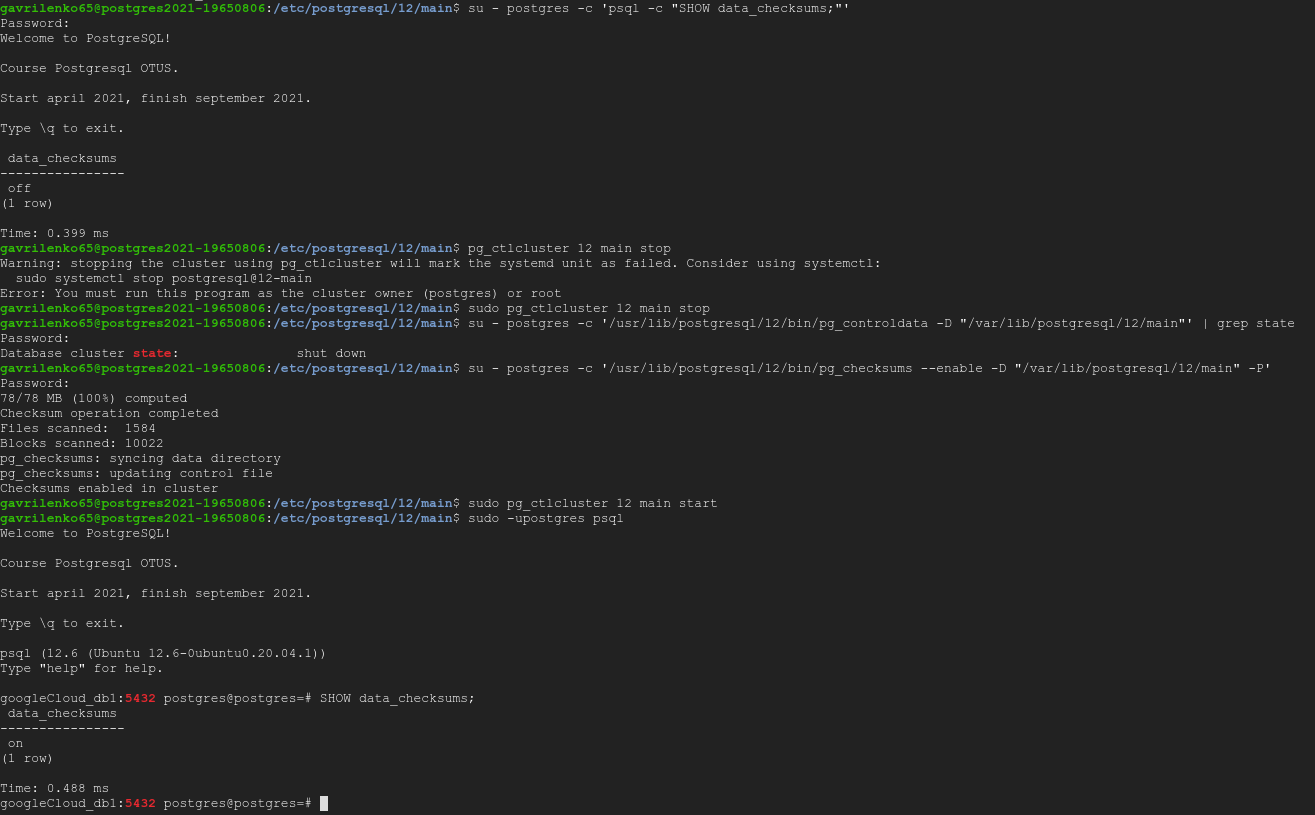 gavrilenko65@postgres2021-19650806:/etc/postgresql/12/main$ su - postgres -c 'psql -c "SHOW data_checksums;"'
Password:
Welcome to PostgreSQL!
Course Postgresql OTUS.
Start april 2021, finish september 2021.
Type \q to exit.
data_checksums
----------------
off
(1 row)
Time: 0.399 ms
gavrilenko65@postgres2021-19650806:/etc/postgresql/12/main$ pg_ctlcluster 12 main stop
Warning: stopping the cluster using pg_ctlcluster will mark the systemd unit as failed. Consider using systemctl:
sudo systemctl stop postgresql@12-main
Error: You must run this program as the cluster owner (postgres) or root
gavrilenko65@postgres2021-19650806:/etc/postgresql/12/main$ sudo pg_ctlcluster 12 main stop
gavrilenko65@postgres2021-19650806:/etc/postgresql/12/main$ su - postgres -c '/usr/lib/postgresql/12/bin/pg_controldata -D "/var/lib/postgresql/12/main"' | grep state
Password:
Database cluster state:               shut down
gavrilenko65@postgres2021-19650806:/etc/postgresql/12/main$ su - postgres -c '/usr/lib/postgresql/12/bin/pg_checksums --enable -D "/var/lib/postgresql/12/main" -P'
Password:
78/78 MB (100%) computed
Checksum operation completed
Files scanned:  1584
Blocks scanned: 10022
pg_checksums: syncing data directory
pg_checksums: updating control file
Checksums enabled in cluster
gavrilenko65@postgres2021-19650806:/etc/postgresql/12/main$ sudo pg_ctlcluster 12 main start
gavrilenko65@postgres2021-19650806:/etc/postgresql/12/main$ sudo -upostgres psql
Welcome to PostgreSQL!
Course Postgresql OTUS.
Start april 2021, finish september 2021.
Type \q to exit.
psql (12.6 (Ubuntu 12.6-0ubuntu0.20.04.1))
Type "help" for help.
googleCloud_db1:5432 postgres@postgres=# SHOW data_checksums;
data_checksums
----------------
on
(1 row)
Time: 0.488 ms
googleCloud_db1:5432 postgres@postgres=#